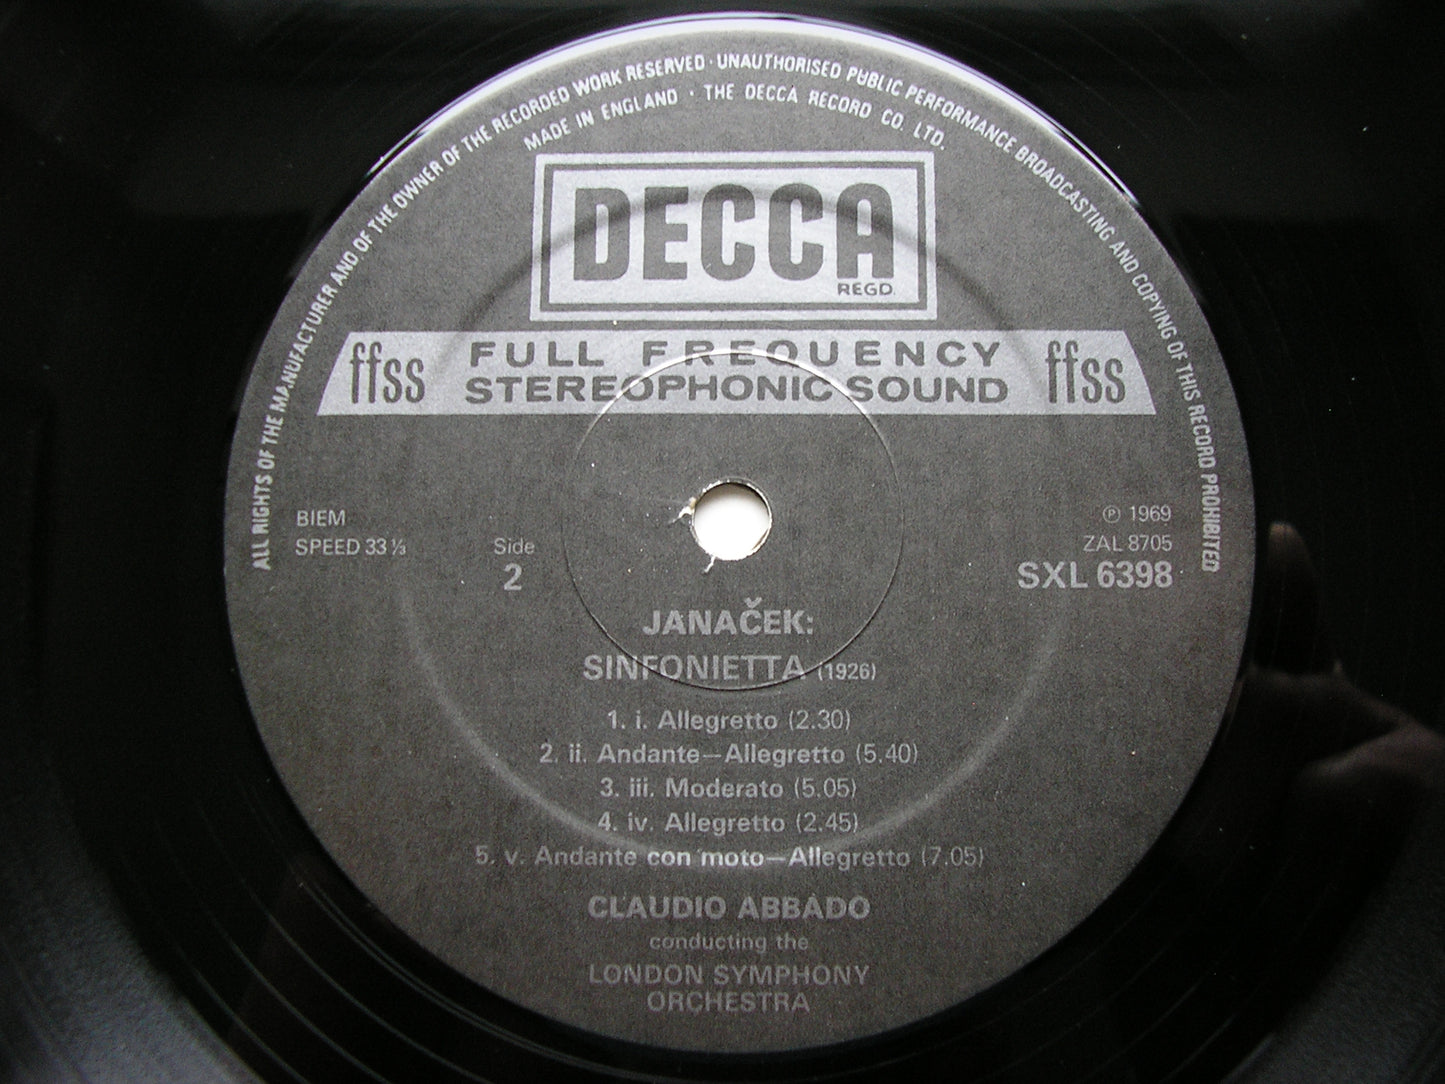 ALL RIGHTS OF THE MANUFACTURER AND OF THE OWNER OF THE RECORDED WORK RESERVED · UNAUTHORISED PUBLIC PERFORMANCE BROADCASTING AND COPYING OF THIS RECORD PROHIBITED
MADE IN ENGLAND · THE DECCA RECORD CO. LTD.
DECCA
REGD.
ffss FULL FREQUENCY STEREOPHONIC SOUND ffss
BIEM
SPEED 33 ⅓
Side
2
℗ 1969
ZAL 8705
SXL 6398
JANAČEK:
SINFONIETTA (1926)
1. i. Allegretto (2.30)
2. ii. Andante—Allegretto (5.40)
3. iii. Moderato (5.05)
4. iv. Allegretto (2.45)
5. v. Andante con moto—Allegretto (7.05)
CLAUDIO ABBADO
conducting the
LONDON SYMPHONY
ORCHESTRA